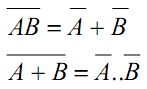 A̅B̅ = A̅ + B̅
A̅ ̅+̅ ̅B̅ = A̅..B̅